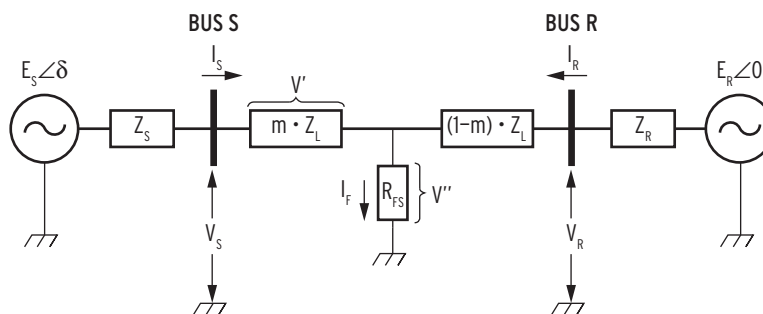 BUS S
BUS R
I_S
I_R
E_S∠δ
V'
E_R∠0
Z_S
m · Z_L
(1–m) · Z_L
Z_R
I_F
R_FS
V''
V_S
V_R